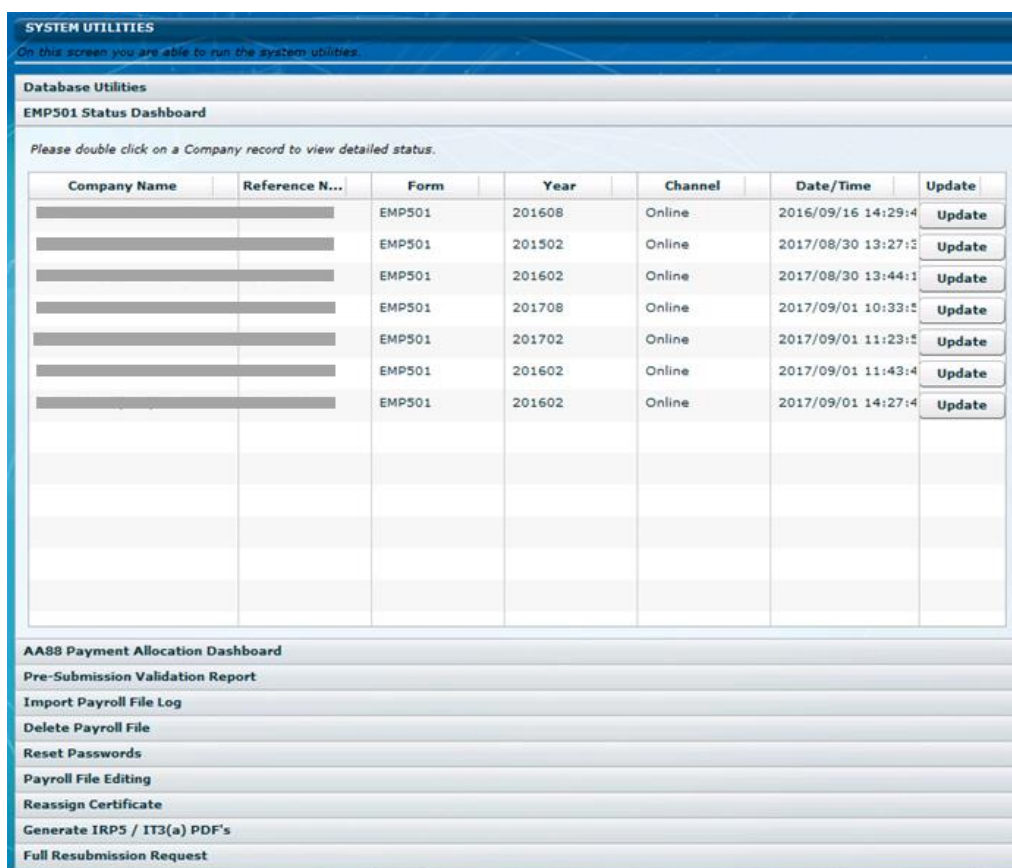 SYSTEM UTILITIES
On this screen you are able to run the system utilities.
Database Utilities
EMP501 Status Dashboard
Please double click on a Company record to view detailed status.
Company Name Reference N... Form Year Channel Date/Time Update
EMP501 201608 Online 2016/09/16 14:29:4 Update
EMP501 201502 Online 2017/08/30 13:27:3 Update
EMP501 201602 Online 2017/08/30 13:44:1 Update
EMP501 201708 Online 2017/09/01 10:33:5 Update
EMP501 201702 Online 2017/09/01 11:23:5 Update
EMP501 201602 Online 2017/09/01 11:43:4 Update
EMP501 201602 Online 2017/09/01 14:27:4 Update
AA88 Payment Allocation Dashboard
Pre-Submission Validation Report
Import Payroll File Log
Delete Payroll File
Reset Passwords
Payroll File Editing
Reassign Certificate
Generate IRP5 / IT3(a) PDF's
Full Resubmission Request